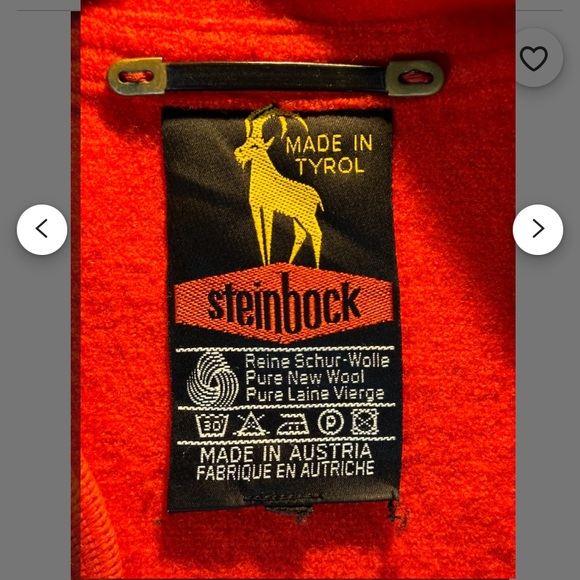 MADE IN
TYROL
steinbock
Reine Schur-Wolle
Pure New Wool
Pure Laine Vierge
30° P
MADE IN AUSTRIA
FABRIQUE EN AUTRICHE